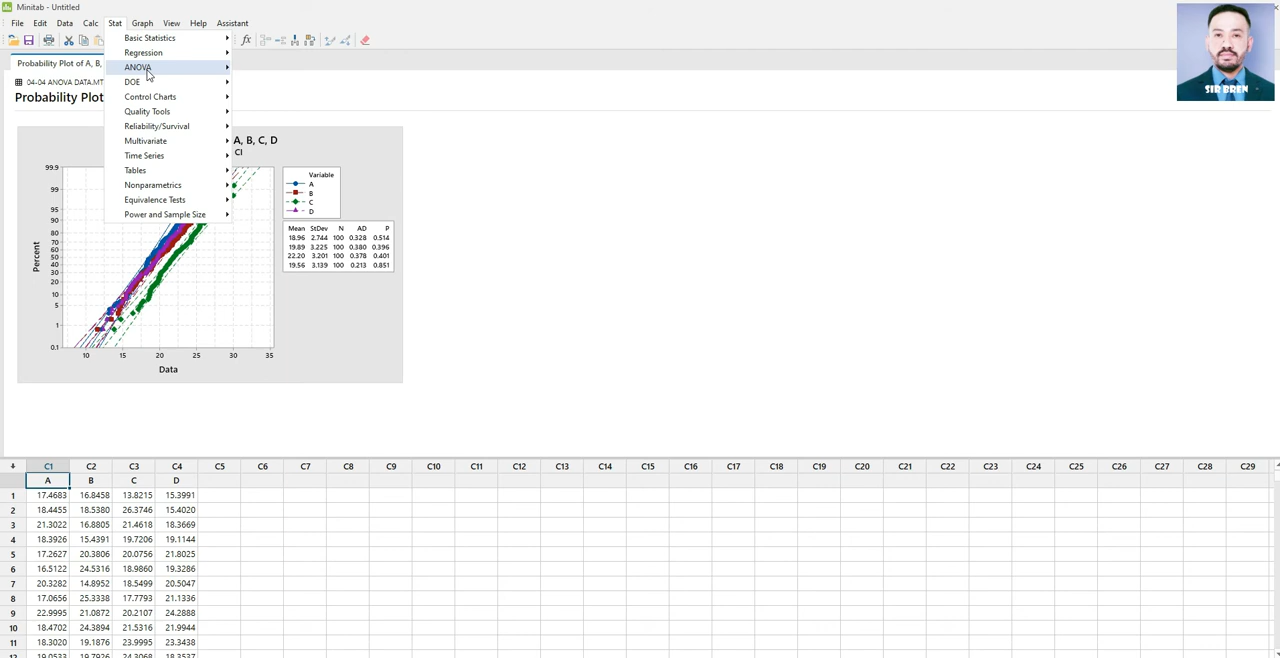 Minitab - Untitled
File Edit Data Calc Stat Graph View Help Assistant
Basic Statistics
Regression
ANOVA
DOE
Control Charts
Quality Tools
Reliability/Survival
Multivariate
Time Series
Tables
Nonparametrics
Equivalence Tests
Power and Sample Size
SIR BREN
Probability Plot of A, B,
04-04 ANOVA DATA.MT
Probability Plot
A, B, C, D
CI
99.9
99
95
90
80
70
60
50
40
30
20
10
5
1
0.1
Percent
10 15 20 25 30 35
Data
Variable
A
B
C
D
Mean StDev N AD P
18.96 2.744 100 0.328 0.514
19.89 3.225 100 0.380 0.396
22.20 3.201 100 0.378 0.401
19.56 3.139 100 0.213 0.851
C1 C2 C3 C4 C5 C6 C7 C8 C9 C10 C11 C12 C13 C14 C15 C16 C17 C18 C19 C20 C21 C22 C23 C24 C25 C26 C27 C28 C29
A B C D
1 17.4683 16.8458 13.8215 15.3991
2 18.4455 18.5380 26.3746 15.4020
3 21.3022 16.8805 21.4618 18.3669
4 18.3926 15.4391 19.7206 19.1144
5 17.2627 20.3806 20.0756 21.8025
6 16.5122 24.5316 18.9860 19.3286
7 20.3282 14.8952 18.5499 20.5047
8 17.0656 25.3338 17.7793 21.1336
9 22.9995 21.0872 20.2107 24.2888
10 18.4702 24.3894 21.5316 21.9944
11 18.3020 19.1876 23.9995 23.3438
12 19.0533 19.7926 24.3068 18.3537